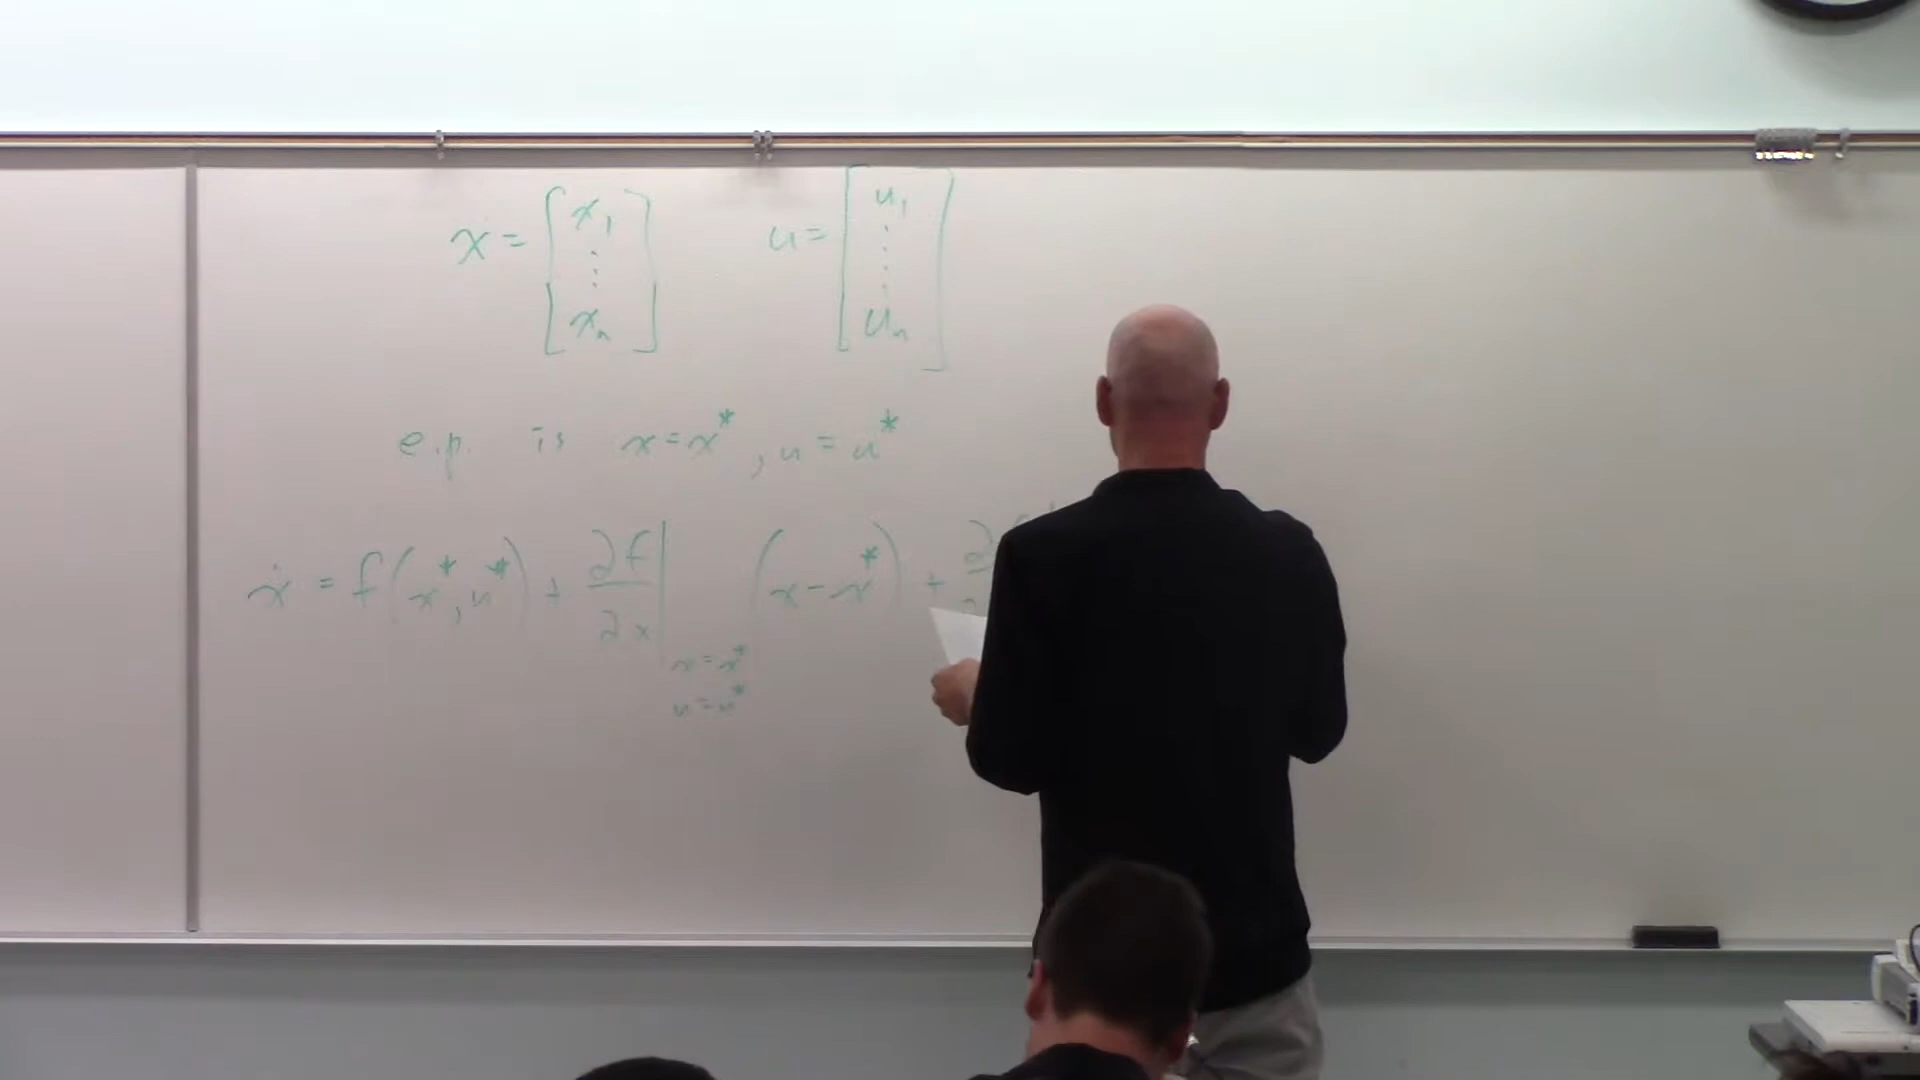 x = [ x₁ ⋮ xₙ ] u = [ u₁ ⋮ uₙ ]
e.p. is x = x*, u = u*
ẋ = f(x*, u*) + ∂f/∂x | x=x* u=u* (x - x*) + ∂